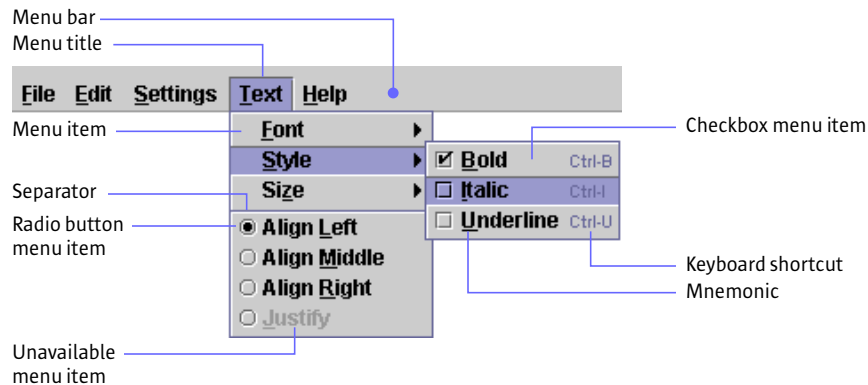 Menu bar
Menu title
File Edit Settings Text Help
Menu item
Font
Checkbox menu item
Style
Bold Ctrl-B
Separator
Size
Italic Ctrl-I
Radio button
menu item
Align Left
Underline Ctrl-U
Align Middle
Keyboard shortcut
Align Right
Mnemonic
Justify
Unavailable
menu item